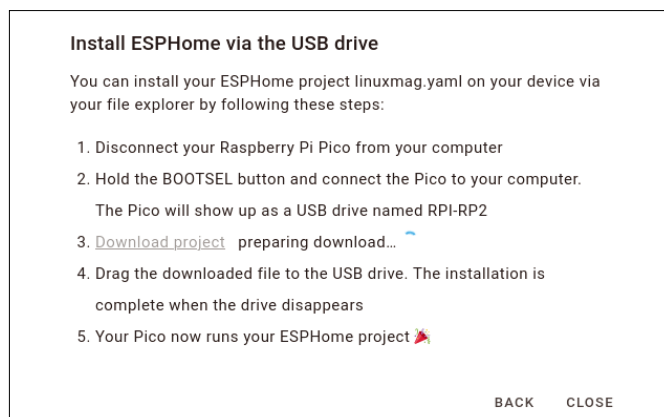 Install ESPHome via the USB drive
You can install your ESPHome project linuxmag.yaml on your device via
your file explorer by following these steps:
1. Disconnect your Raspberry Pi Pico from your computer
2. Hold the BOOTSEL button and connect the Pico to your computer.
The Pico will show up as a USB drive named RPI-RP2
3. Download project preparing download…
4. Drag the downloaded file to the USB drive. The installation is
complete when the drive disappears
5. Your Pico now runs your ESPHome project 🎉
BACK CLOSE